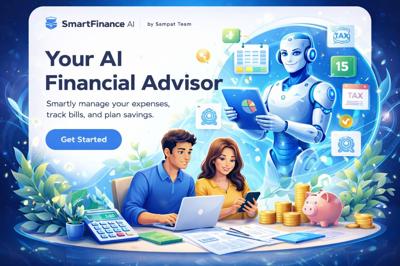 SmartFinance AI | by Sampat Team
Your AI
Financial Advisor
Smartly manage your expenses,
track bills, and plan savings.
Get Started
4
TAX
15
TAX